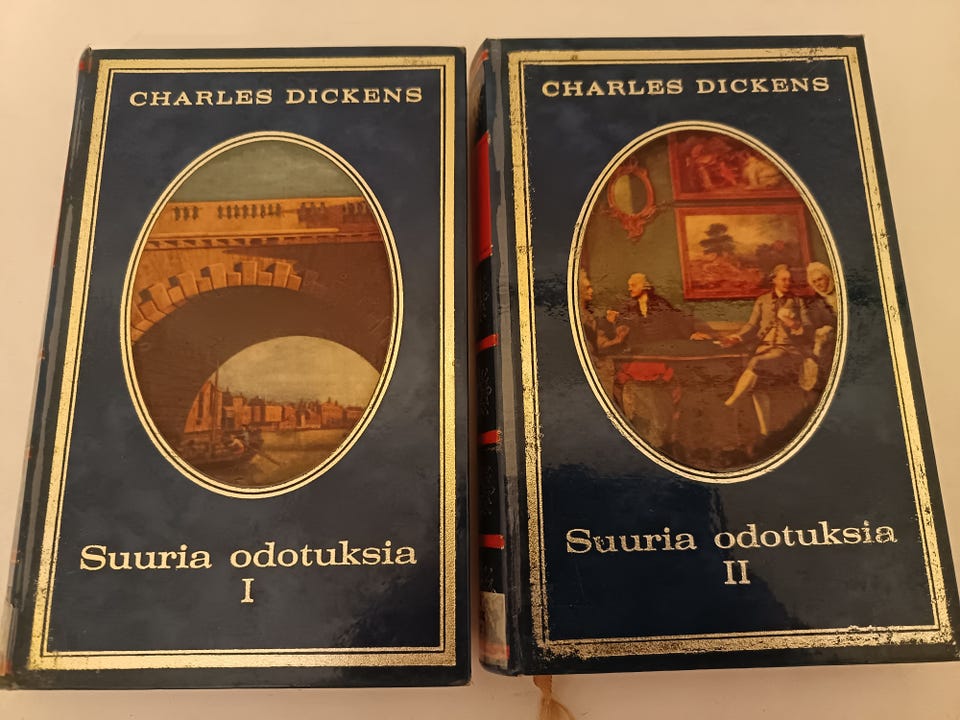 CHARLES DICKENS
Suuria odotuksia
I
CHARLES DICKENS
Suuria odotuksia
II